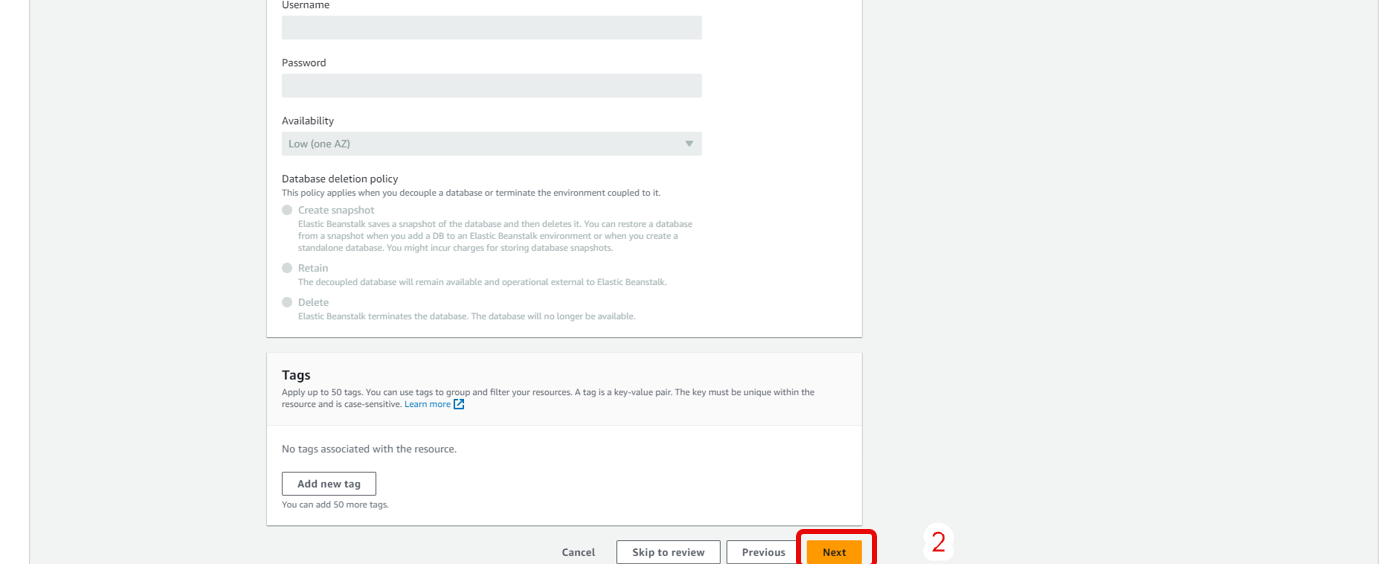 Username
Password
Availability
Low (one AZ)
Database deletion policy
This policy applies when you decouple a database or terminate the environment coupled to it.
Create snapshot
Elastic Beanstalk saves a snapshot of the database and then deletes it. You can restore a database
from a snapshot when you add a DB to an Elastic Beanstalk environment or when you create a
standalone database. You might incur charges for storing database snapshots.
Retain
The decoupled database will remain available and operational external to Elastic Beanstalk.
Delete
Elastic Beanstalk terminates the database. The database will no longer be available.
Tags
Apply up to 50 tags. You can use tags to group and filter your resources. A tag is a key-value pair. The key must be unique within the
resource and is case-sensitive. Learn more
No tags associated with the resource.
Add new tag
You can add 50 more tags.
Cancel Skip to review Previous Next 2